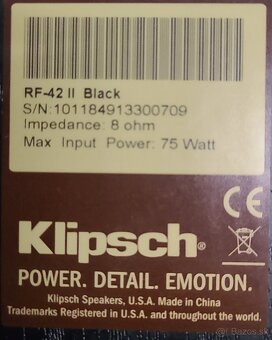 RF-42 II Black
S/N:101184913300709
Impedance: 8 ohm
Max Input Power: 75 Watt
CE
Klipsch®
POWER. DETAIL. EMOTION.
Klipsch Speakers, U.S.A. Made in China
Trademarks Registered in U.S.A. and throughout the world.
Bazos.sk